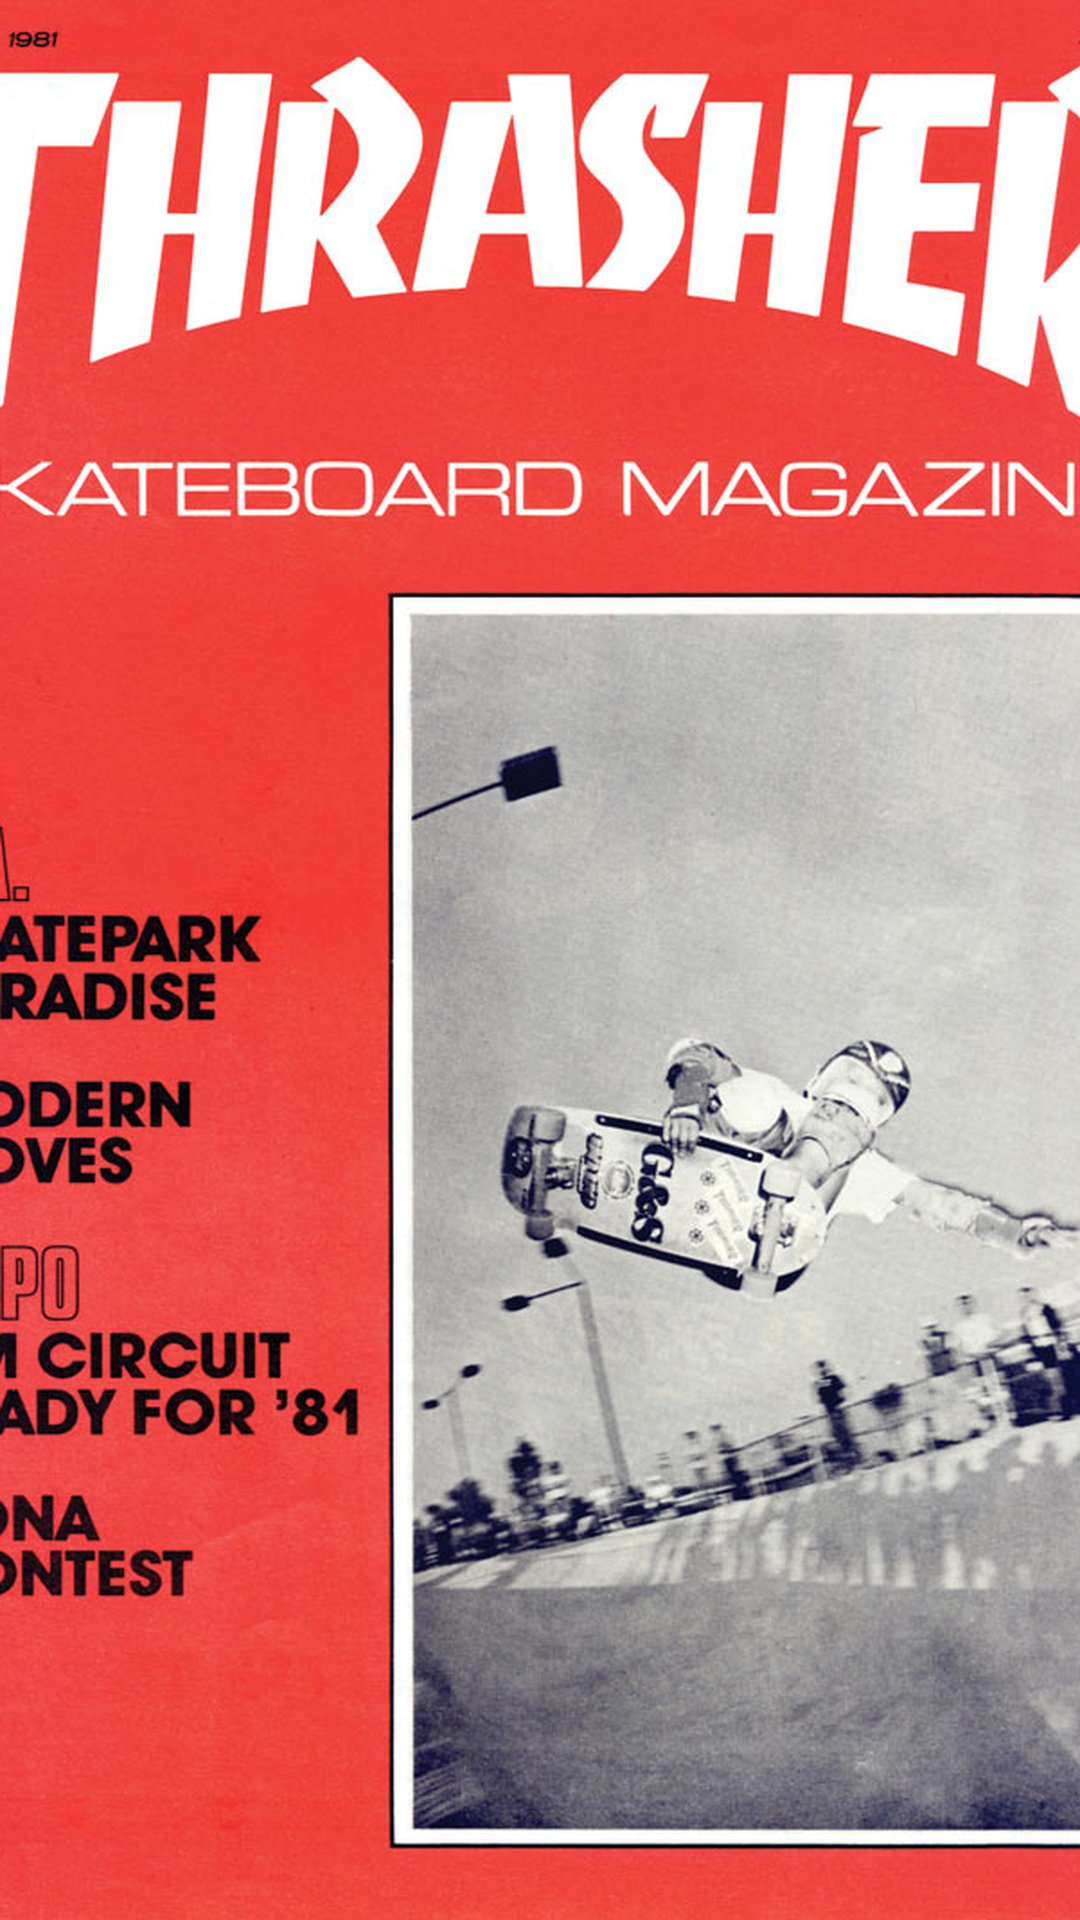 1981
THRASHER
KATEBOARD MAGAZIN
A.
ATEPARK
RADISE
ODERN
OVES
PO
M CIRCUIT
ADY FOR '81
ONA
ONTEST
G&S